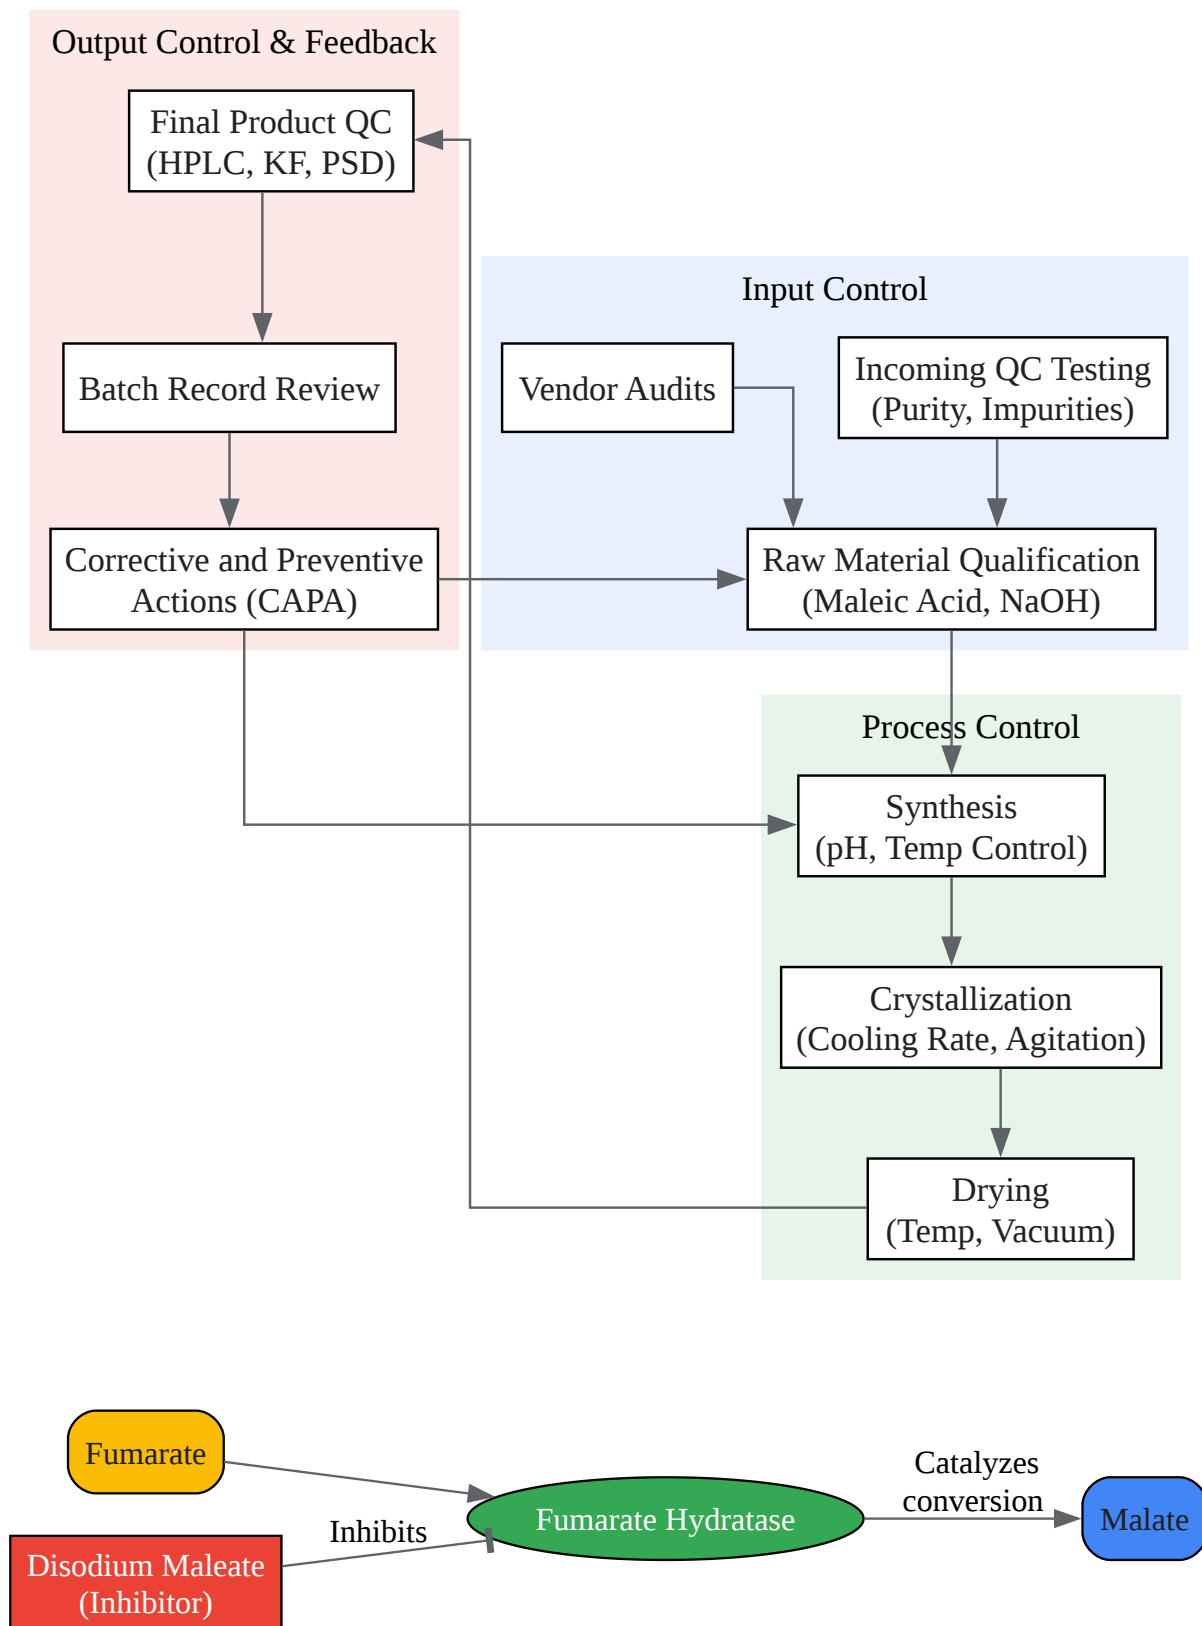 Output Control & Feedback
Final Product QC
(HPLC, KF, PSD)
Batch Record Review
Corrective and Preventive
Actions (CAPA)
Input Control
Vendor Audits
Incoming QC Testing
(Purity, Impurities)
Raw Material Qualification
(Maleic Acid, NaOH)
Process Control
Synthesis
(pH, Temp Control)
Crystallization
(Cooling Rate, Agitation)
Drying
(Temp, Vacuum)
Fumarate
Disodium Maleate
(Inhibitor)
Inhibits
Fumarate Hydratase
Catalyzes
conversion
Malate